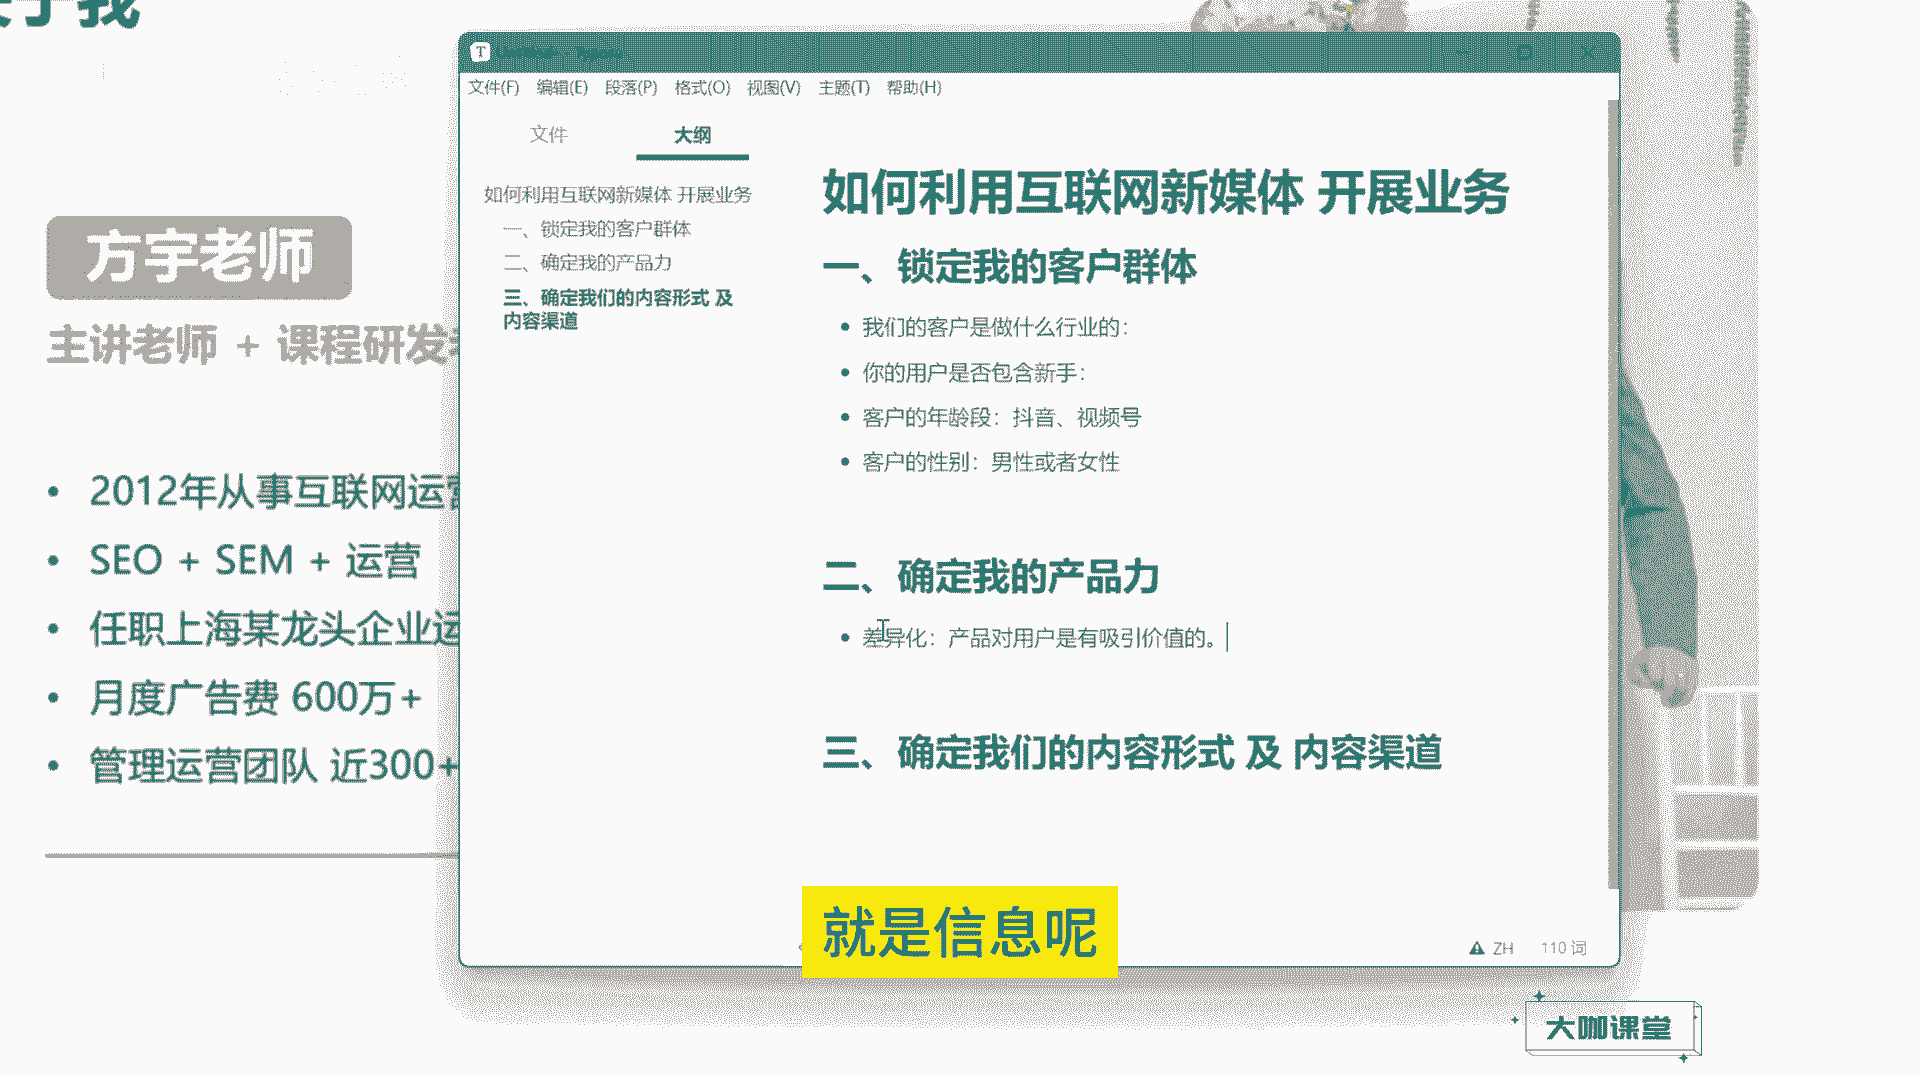 方宇老师
主讲老师 + 课程研发
2012年从事互联网运营
SEO + SEM + 运营
任职上海某龙头企业运
月度广告费 600万+
管理运营团队 近300+
文件(F) 编辑(E) 段落(P) 格式(O) 视图(V) 主题(T) 帮助(H)
文件 大纲
如何利用互联网新媒体 开展业务
一、锁定我的客户群体
二、确定我的产品力
三、确定我们的内容形式 及
内容渠道
如何利用互联网新媒体 开展业务
一、锁定我的客户群体
我们的客户是做什么行业的：
你的用户是否包含新手：
客户的年龄段：抖音、视频号
客户的性别：男性或者女性
二、确定我的产品力
差异化：产品对用户是有吸引价值的。
三、确定我们的内容形式 及 内容渠道
就是信息呢
ZH 110 词
大咖课堂